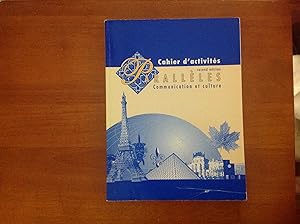 Cahier d'activités
second edition
PARALLÈLES
Communication et culture